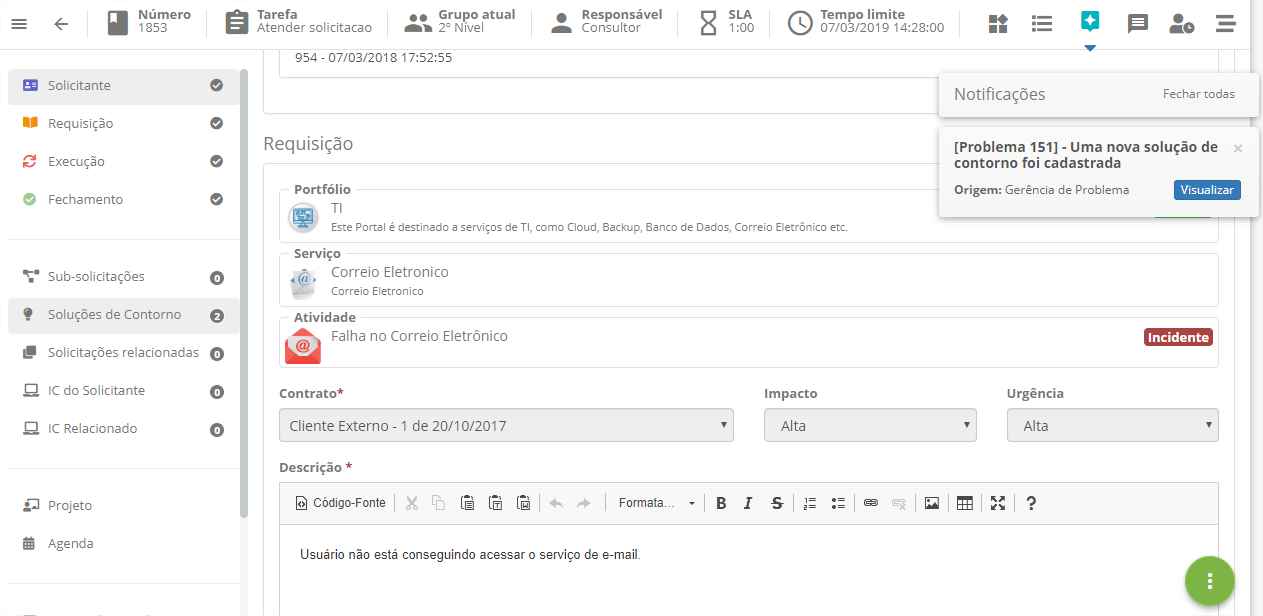 Número
1853
Tarefa
Atender solicitacao
Grupo atual
2º Nível
Responsável
Consultor
SLA
1:00
Tempo limite
07/03/2019 14:28:00
Solicitante
Requisição
Execução
Fechamento
Sub-solicitações 0
Soluções de Contorno 2
Solicitações relacionadas 0
IC do Solicitante 0
IC Relacionado 0
Projeto
Agenda
954 - 07/03/2018 17:52:55
Notificações
Fechar todas
[Problema 151] - Uma nova solução de
contorno foi cadastrada
×
Origem: Gerência de Problema
Visualizar
Requisição
Portfólio
TI
Este Portal é destinado a serviços de TI, como Cloud, Backup, Banco de Dados, Correio Eletrônico etc.
Serviço
Correio Eletronico
Correio Eletronico
Atividade
Falha no Correio Eletrônico
Incidente
Contrato*
Cliente Externo - 1 de 20/10/2017
Impacto
Alta
Urgência
Alta
Descrição *
Código-Fonte
Formata...
B I S
?
Usuário não está conseguindo acessar o serviço de e-mail.